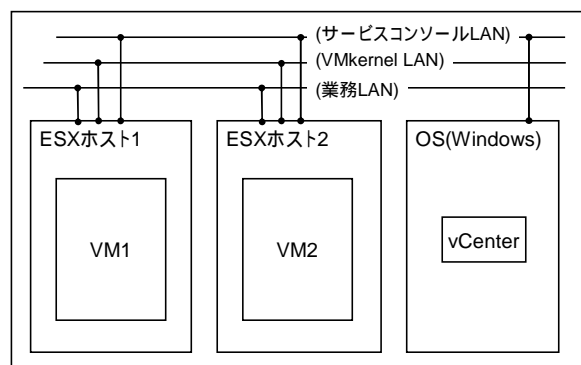 (サービスコンソールLAN)
(VMkernel LAN)
(業務LAN)
ESXホスト1
ESXホスト2
OS(Windows)
VM1
VM2
vCenter